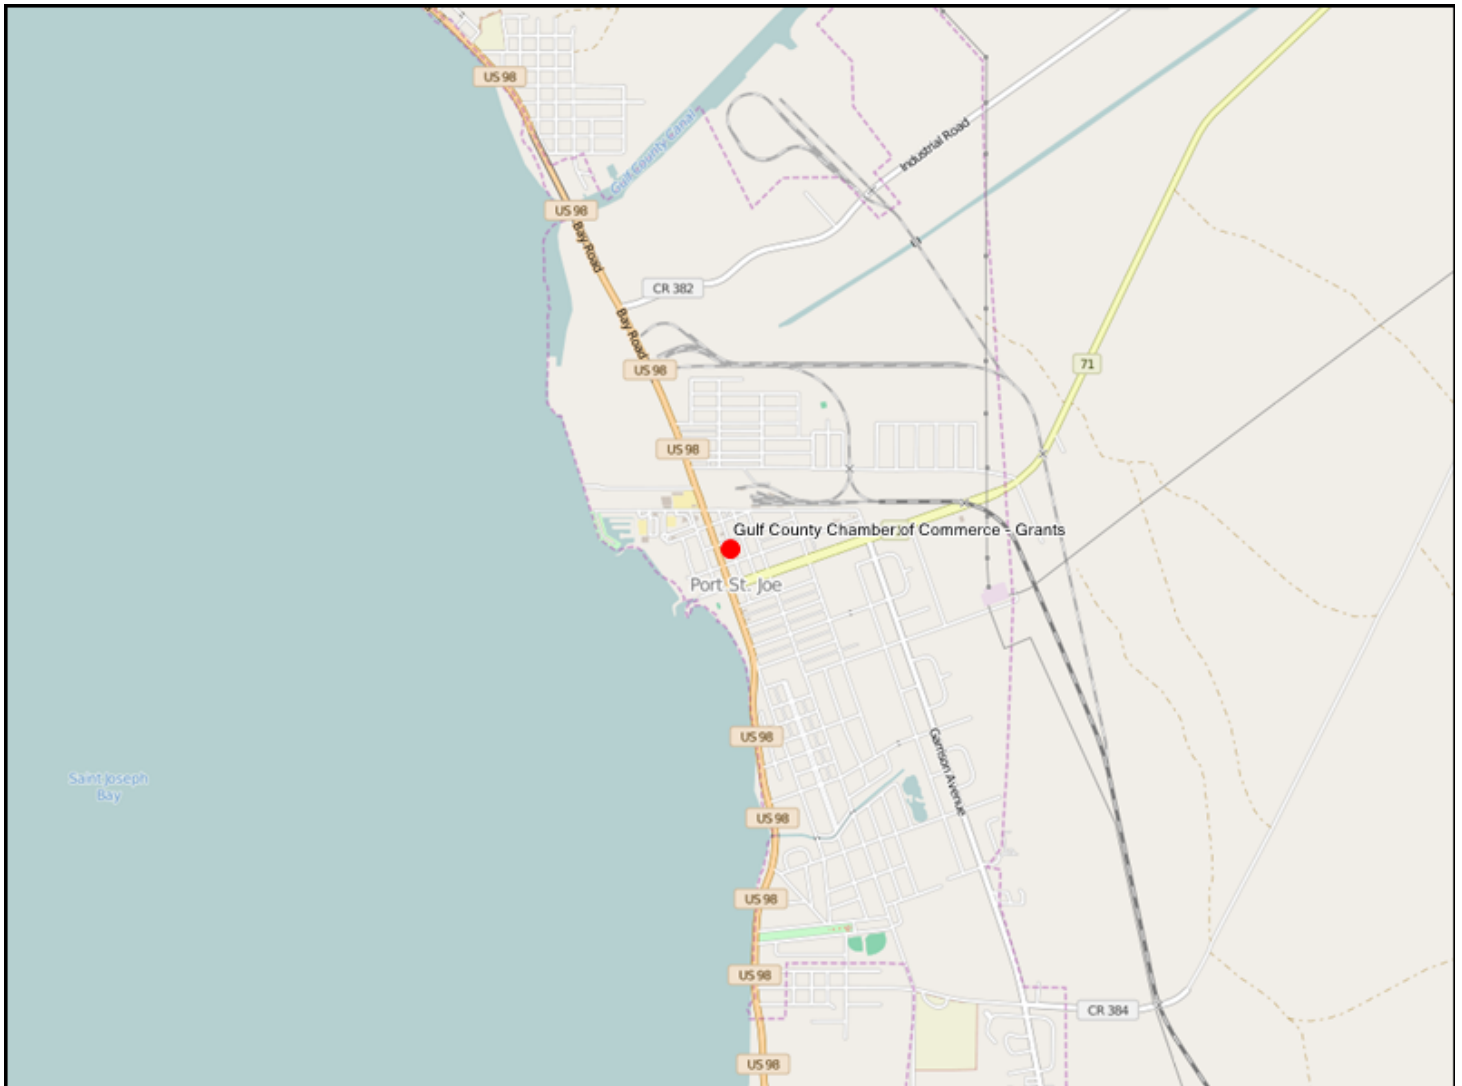 US 98
Gulf County Canal
Industrial Road
US 98
Bay Road
CR 382
Bay Road
US 98
71
US 98
Gulf County Chamber of Commerce - Grants
Port St. Joe
Garrison Avenue
US 98
Saint Joseph
Bay
US 98
US 98
US 98
CR 384
US 98